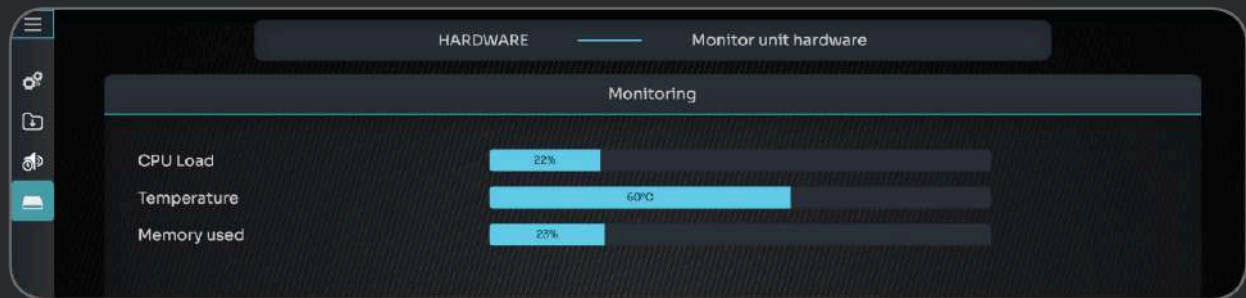 HARDWARE Monitor unit hardware
Monitoring
CPU Load 22%
Temperature 60°C
Memory used 23%